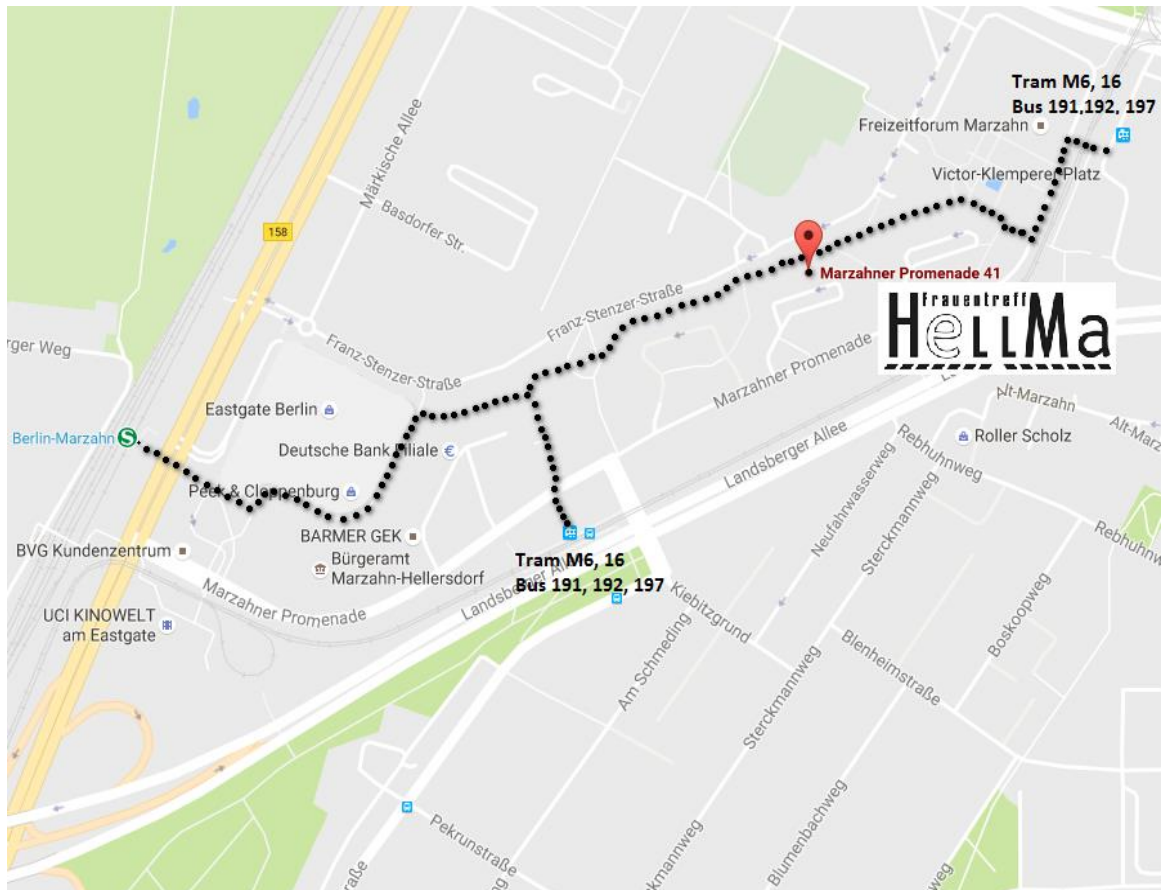 Tram M6, 16
Bus 191,192, 197
Freizeitforum Marzahn
Victor-Klemperer-Platz
Märkische Allee
Basdorfer Str.
158
Marzahner Promenade 41
Frauentreff
HeLLMa
Franz-Stenzer-Straße
Franz-Stenzer-Straße
rger Weg
Marzahner Promenade
Alt-Marzahn
Alt-Marz
Eastgate Berlin
Berlin-Marzahn
S
Deutsche Bank Filiale
€
Roller Scholz
Rebhuhnweg
Landsberger Allee
Neufahrwasserweg
Sterckmannweg
Peek & Cloppenburg
BARMER GEK
Rebhuhnw
BVG Kundenzentrum
Bürgeramt
Marzahn-Hellersdorf
Tram M6, 16
Bus 191, 192, 197
Landsberger Allee
Marzahner Promenade
UCI KINOWELT
am Eastgate
Kiebitzgrund
Am Schmeding
Blenheimstraße
Boskoopweg
Sterckmannweg
Blumenbachweg
Pekrunstraße
ckmannweg
raße
weg